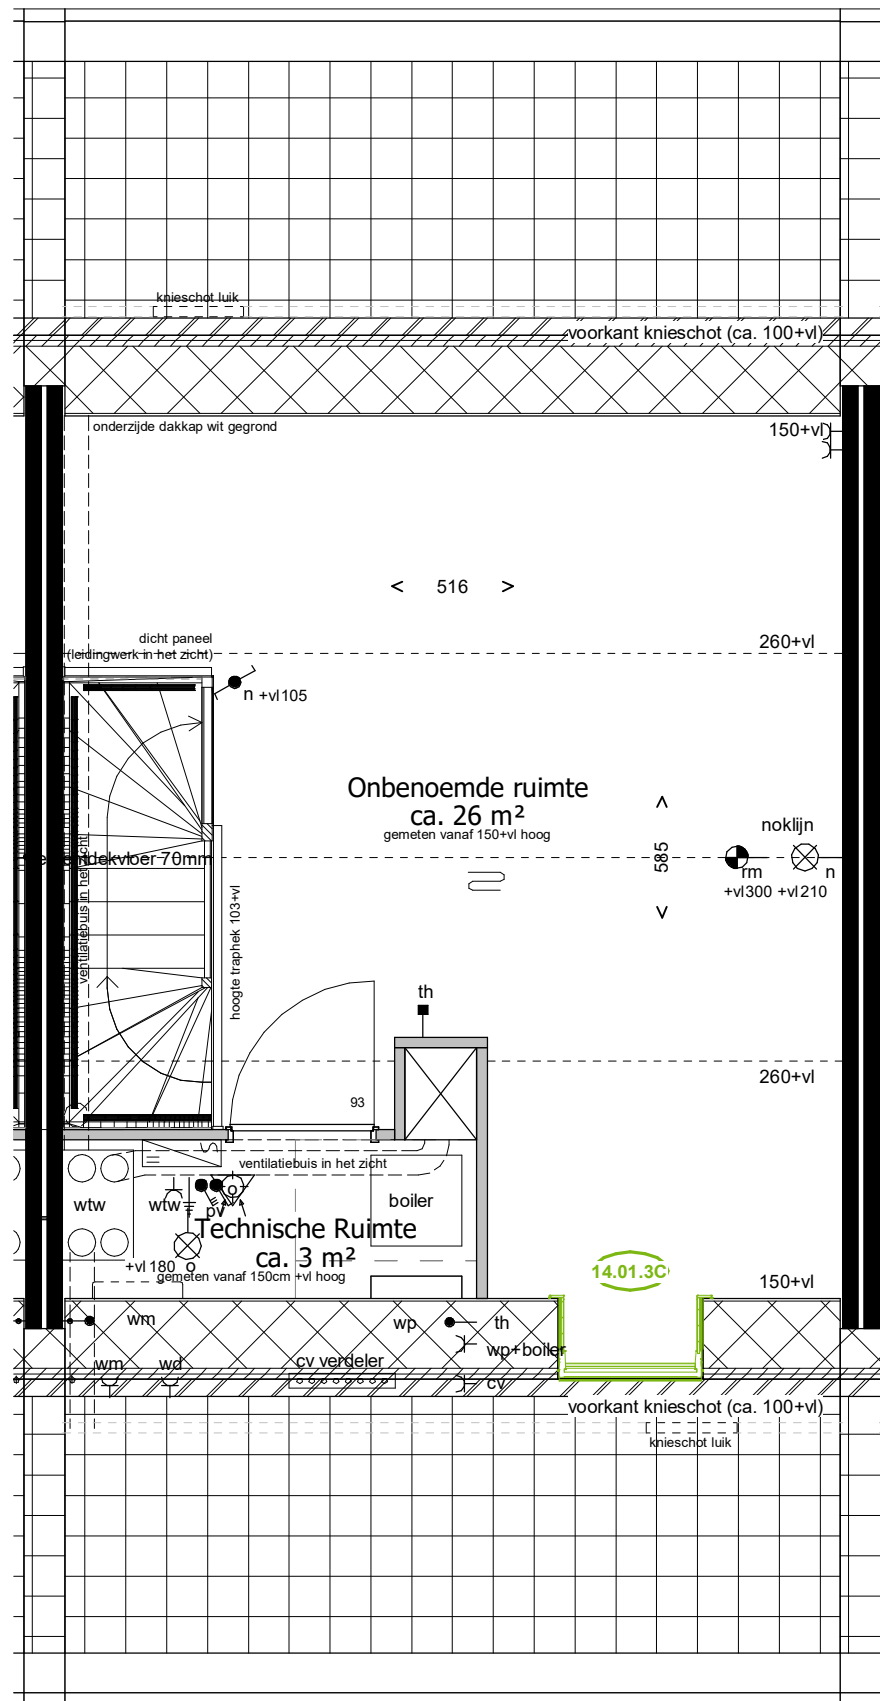 knieschot luik
voorkant knieschot (ca. 100+vl)
onderzijde dakkap wit gegrond
150+vl
< 516 >
dicht paneel
(leidingwerk in het zicht)
260+vl
n +vl105
Onbenoemde ruimte
ca. 26 m²
gemeten vanaf 150+vl hoog
< 585 >
noklijn
rm
n
+vl300 +vl210
dekvloer 70mm
ventilatiebuis in het zicht
hoogte traphek 103+vl
th
260+vl
93
ventilatiebuis in het zicht
wtw
wtw
pv
boiler
Technische Ruimte
ca. 3 m²
gemeten vanaf 150cm +vl hoog
+vl 180
o
o
14.01.3C
150+vl
wm
wp
th
wp+boiler
wm
wd
cv verdeler
cv
voorkant knieschot (ca. 100+vl)
knieschot luik